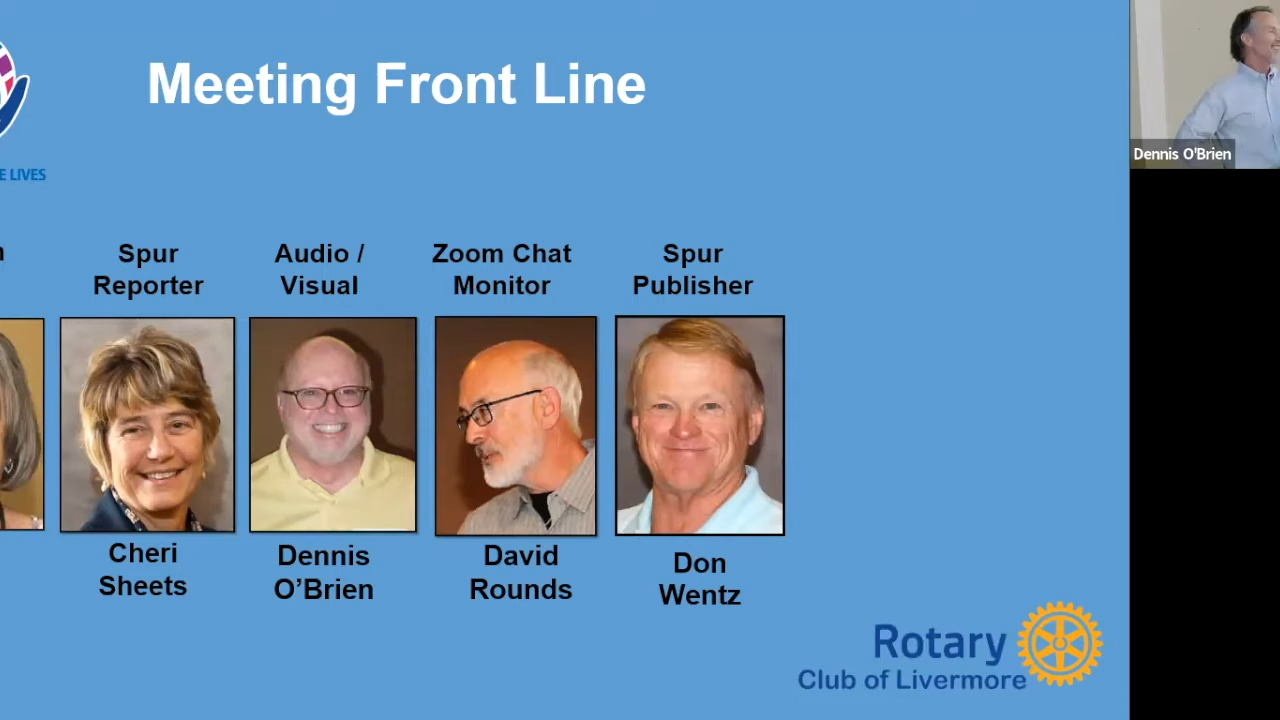 Meeting Front Line
Dennis O'Brien
E LIVES
Spur
Reporter
Audio /
Visual
Zoom Chat
Monitor
Spur
Publisher
Cheri
Sheets
Dennis
O’Brien
David
Rounds
Don
Wentz
Rotary
Club of Livermore